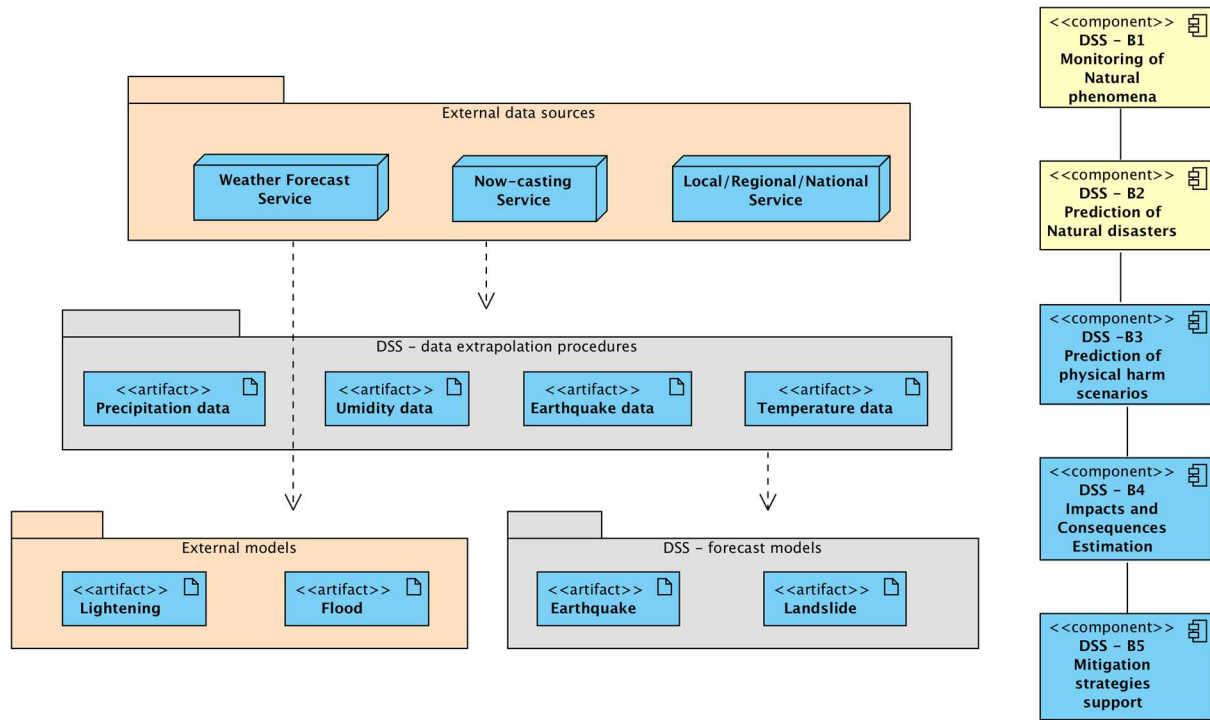 External data sources
Weather Forecast
Service
Now-casting
Service
Local/Regional/National
Service
DSS - data extrapolation procedures
<<artifact>>
Precipitation data
<<artifact>>
Umidity data
<<artifact>>
Earthquake data
<<artifact>>
Temperature data
External models
<<artifact>>
Lightening
<<artifact>>
Flood
DSS - forecast models
<<artifact>>
Earthquake
<<artifact>>
Landslide
<<component>>
DSS - B1
Monitoring of
Natural
phenomena
<<component>>
DSS - B2
Prediction of
Natural disasters
<<component>>
DSS -B3
Prediction of
physical harm
scenarios
<<component>>
DSS - B4
Impacts and
Consequences
Estimation
<<component>>
DSS - B5
Mitigation
strategies
support